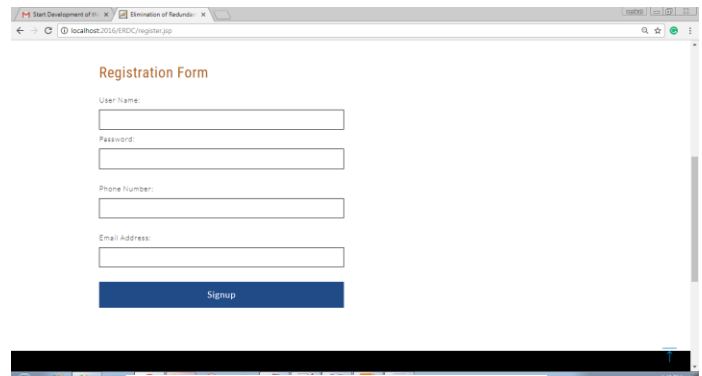 Start Development of th
Elimination of Redundan
localhost:2016/ERDC/register.jsp
Registration Form
User Name:
Password:
Phone Number:
Email Address:
Signup